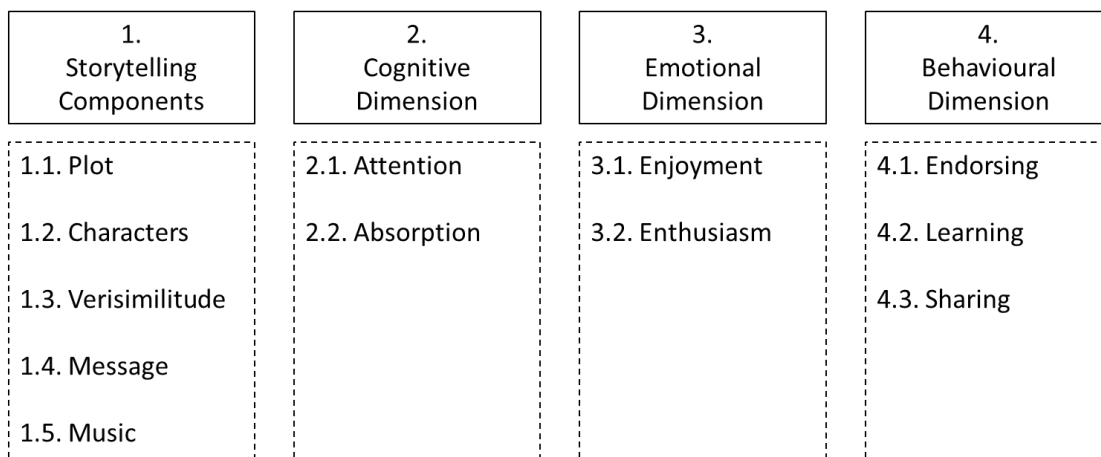 1.
Storytelling
Components
2.
Cognitive
Dimension
3.
Emotional
Dimension
4.
Behavioural
Dimension
1.1. Plot
1.2. Characters
1.3. Verisimilitude
1.4. Message
1.5. Music
2.1. Attention
2.2. Absorption
3.1. Enjoyment
3.2. Enthusiasm
4.1. Endorsing
4.2. Learning
4.3. Sharing